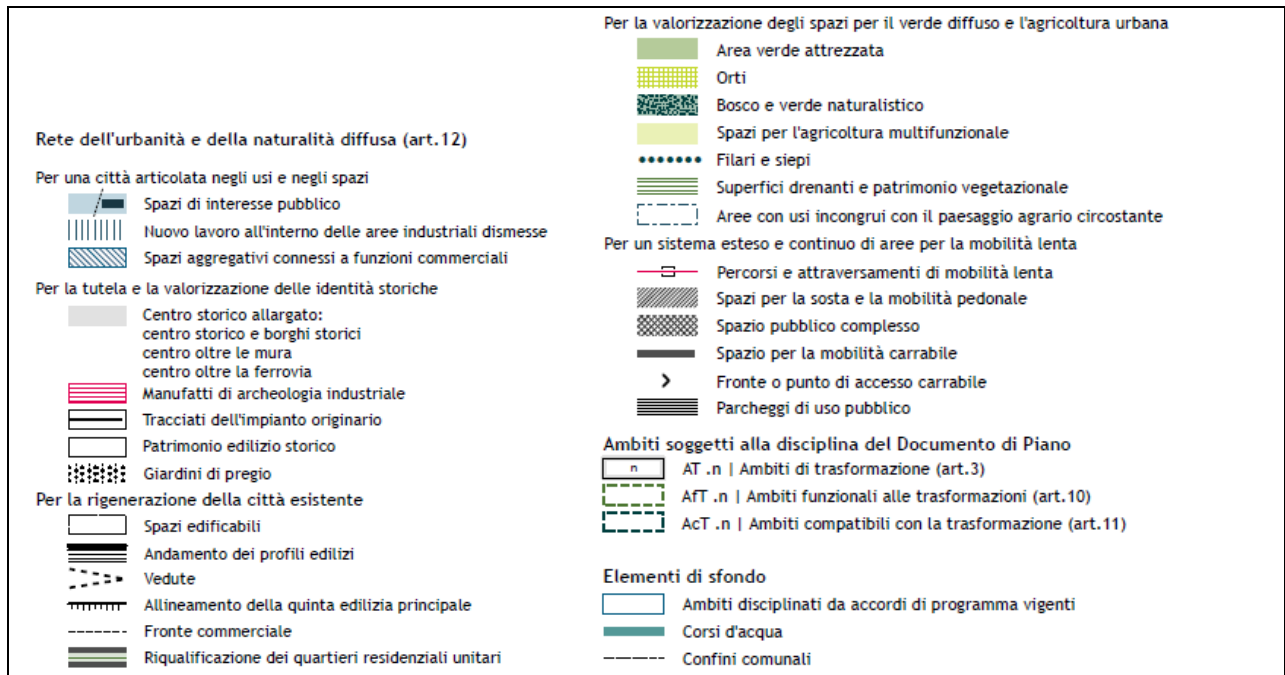 Rete dell'urbanità e della naturalità diffusa (art.12)
Per una città articolata negli usi e negli spazi
Spazi di interesse pubblico
Nuovo lavoro all'interno delle aree industriali dismesse
Spazi aggregativi connessi a funzioni commerciali
Per la tutela e la valorizzazione delle identità storiche
Centro storico allargato:
centro storico e borghi storici
centro oltre le mura
centro oltre la ferrovia
Manufatti di archeologia industriale
Tracciati dell'impianto originario
Patrimonio edilizio storico
Giardini di pregio
Per la rigenerazione della città esistente
Spazi edificabili
Andamento dei profili edilizi
Vedute
Allineamento della quinta edilizia principale
Fronte commerciale
Riqualificazione dei quartieri residenziali unitari
Per la valorizzazione degli spazi per il verde diffuso e l'agricoltura urbana
Area verde attrezzata
Orti
Bosco e verde naturalistico
Spazi per l'agricoltura multifunzionale
Filari e siepi
Superfici drenanti e patrimonio vegetazionale
Aree con usi incongrui con il paesaggio agrario circostante
Per un sistema esteso e continuo di aree per la mobilità lenta
Percorsi e attraversamenti di mobilità lenta
Spazi per la sosta e la mobilità pedonale
Spazio pubblico complesso
Spazio per la mobilità carrabile
Fronte o punto di accesso carrabile
Parcheggi di uso pubblico
Ambiti soggetti alla disciplina del Documento di Piano
n AT .n | Ambiti di trasformazione (art.3)
AfT .n | Ambiti funzionali alle trasformazioni (art.10)
AcT .n | Ambiti compatibili con la trasformazione (art.11)
Elementi di sfondo
Ambiti disciplinati da accordi di programma vigenti
Corsi d'acqua
Confini comunali